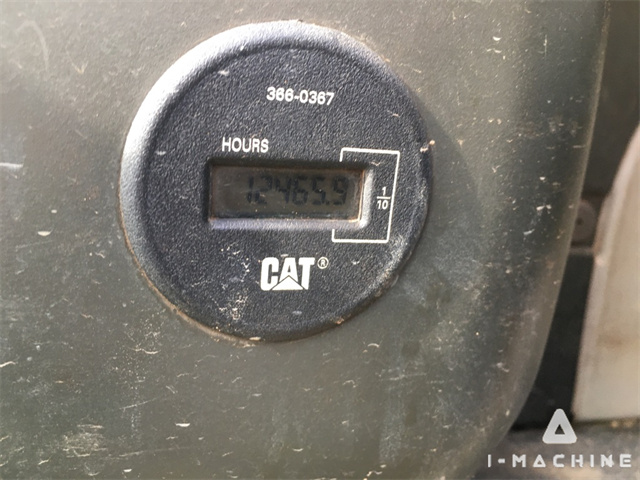 366-0367
HOURS
12465.9
1
10
CAT®
I-MACHINE